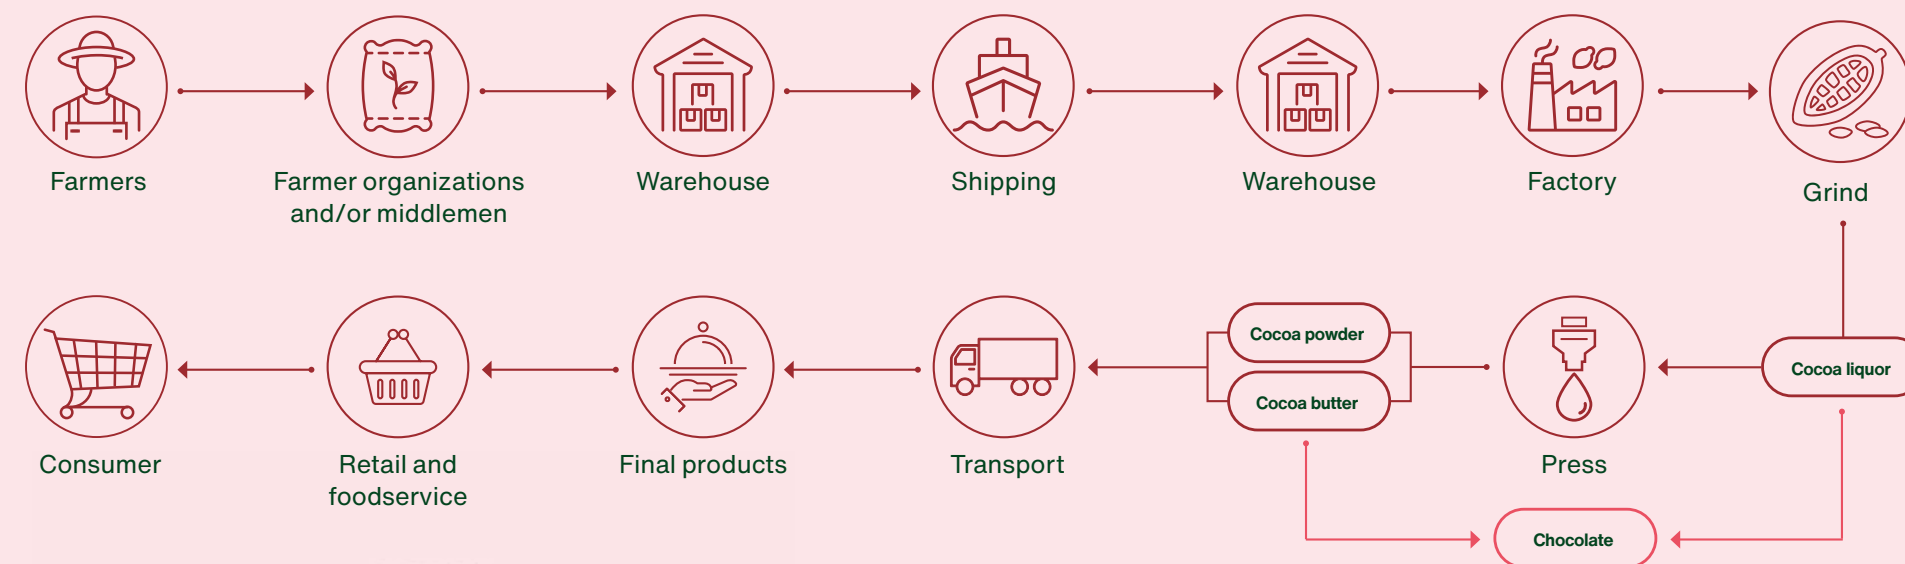 Farmers
Farmer organizations
and/or middlemen
Warehouse
Shipping
Warehouse
Factory
Grind
Cocoa powder
Cocoa butter
Cocoa liquor
Consumer
Retail and
foodservice
Final products
Transport
Press
Chocolate